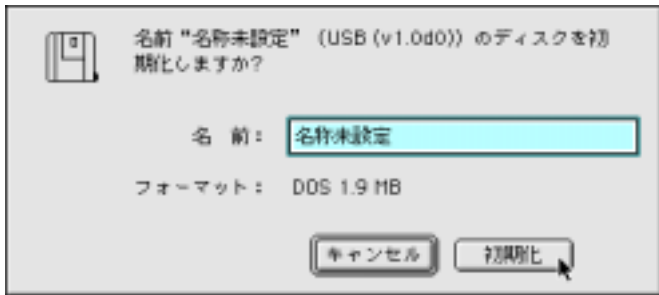 名前“名称未設定” (USB (v1.0d0)) のディスクを初
期化しますか?
名 前: 名称未設定
フォーマット: DOS 1.9 MB
キャンセル 初期化